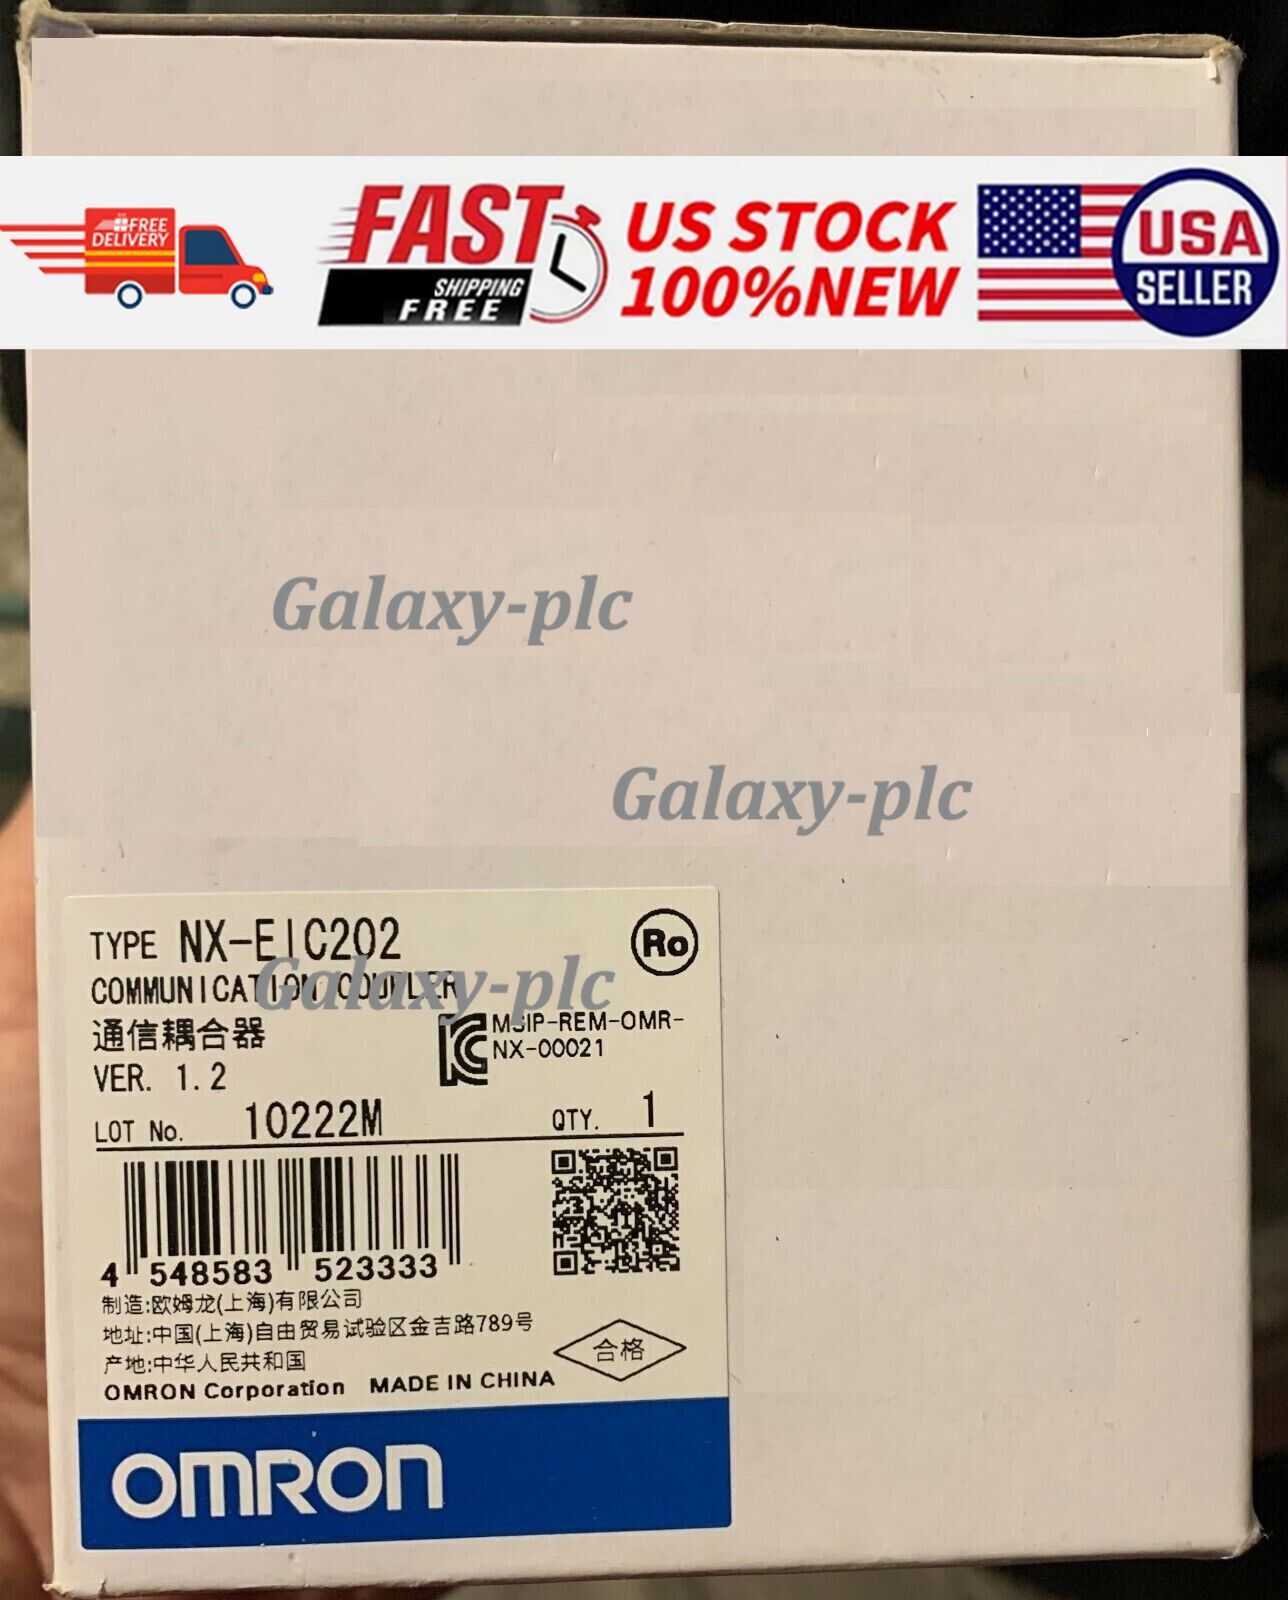 FREE
DELIVERY
FAST
SHIPPING
FREE
US STOCK
100%NEW
USA
SELLER
Galaxy-plc
Galaxy-plc
TYPE NX-EIC202
Ro
COMMUNICATION COUPLER
Galaxy-plc
通信耦合器
MSIP-REM-OMR-
NX-00021
VER. 1.2
LOT No. 10222M QTY. 1
4 548583 523333
制造:欧姆龙(上海)有限公司
地址:中国(上海)自由贸易试验区金吉路789号
产地:中华人民共和国
合格
OMRON Corporation MADE IN CHINA
OMRON